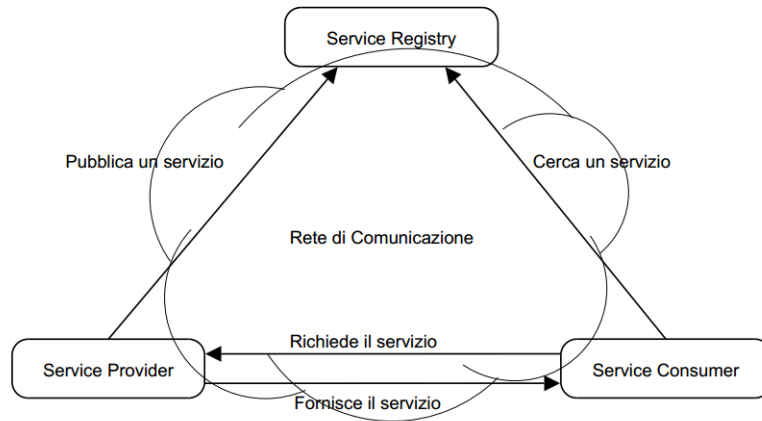 Service Registry
Pubblica un servizio
Cerca un servizio
Rete di Comunicazione
Richiede il servizio
Service Provider
Service Consumer
Fornisce il servizio